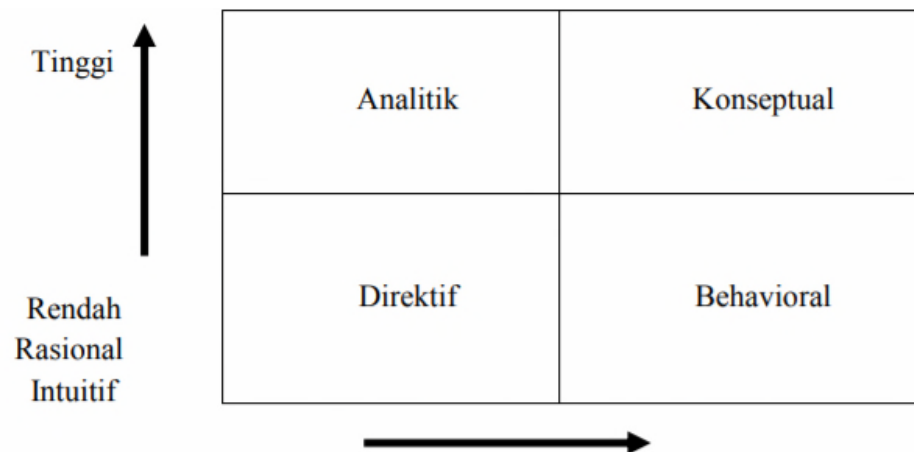 Tinggi
Analitik
Konseptual
Direktif
Behavioral
Rendah
Rasional
Intuitif